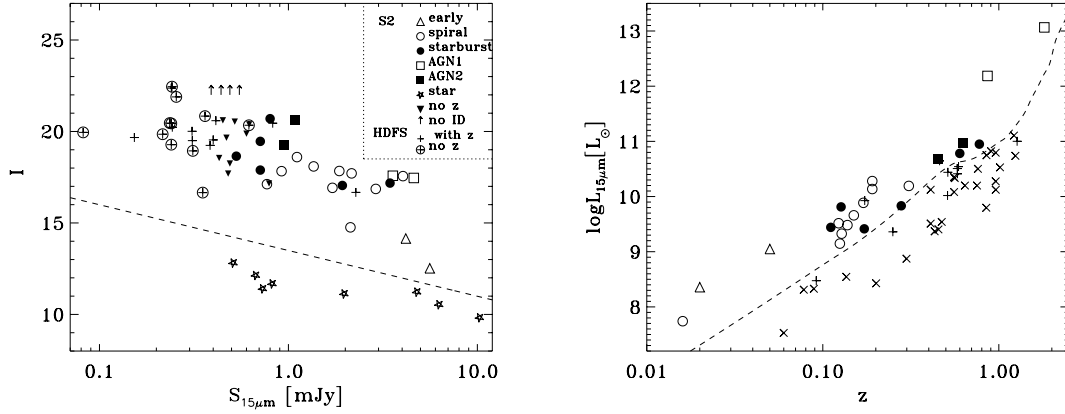 S2
early
spiral
starburst
AGN1
AGN2
star
no z
no ID
HDFS
with z
no z
25
20
15
10
I
0.1
1.0
10.0
S15μm [mJy]
13
12
11
10
9
8
logL15μm[L⊙]
0.01
0.10
1.00
z